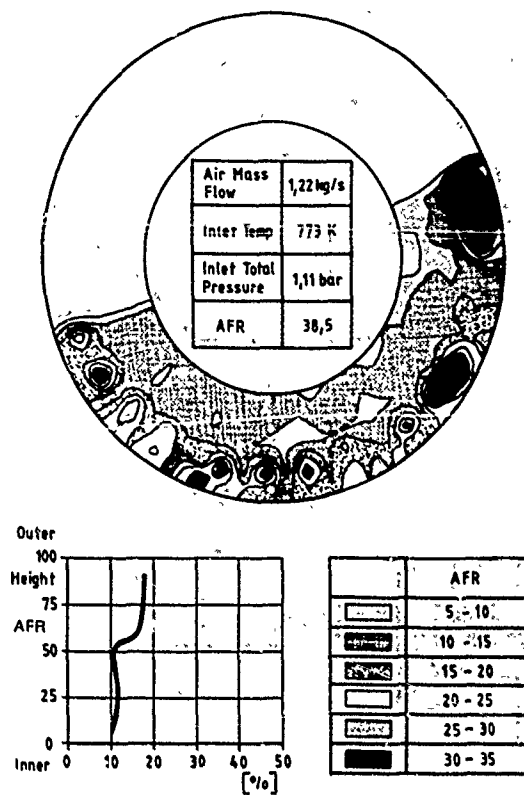 Air Mass Flow 1,22 kg/s
Inlet Temp 773 K
Inlet Total Pressure 1,11 bar
AFR 38,5
Outer
100
Height
75
AFR
50
25
0
Inner 0 10 20 30 40 50
[%]
AFR
5 - 10
10 - 15
15 - 20
20 - 25
25 - 30
30 - 35